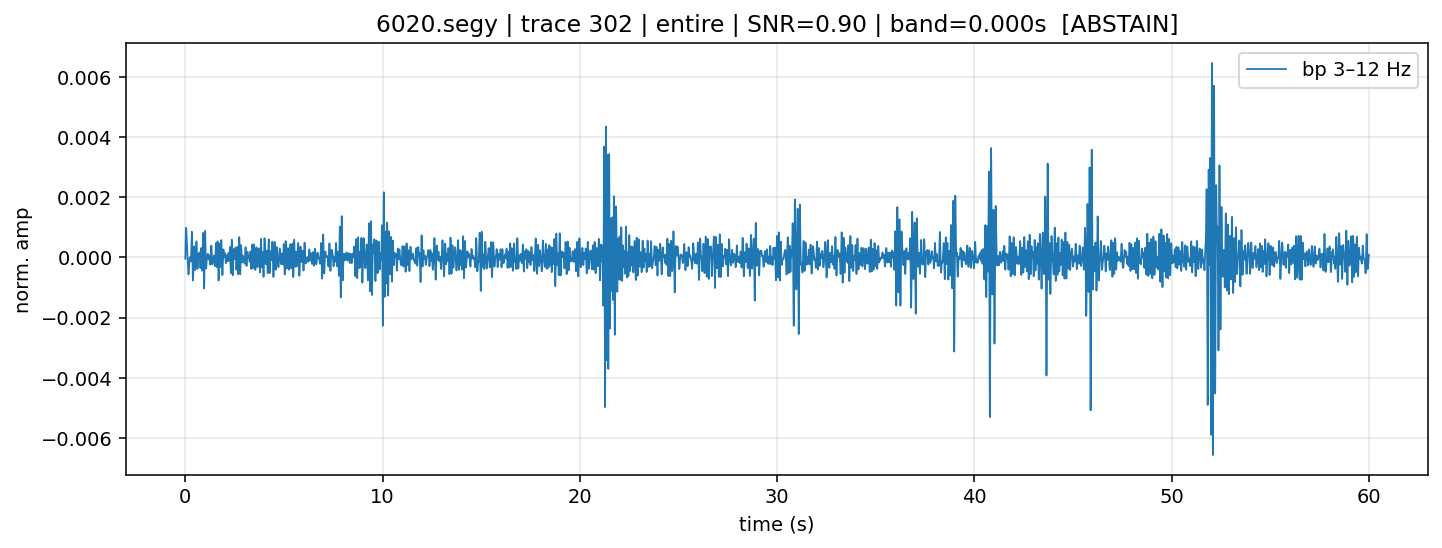 6020.segy | trace 302 | entire | SNR=0.90 | band=0.000s  [ABSTAIN]
bp 3–12 Hz
norm. amp
0.006
0.004
0.002
0.000
−0.002
−0.004
−0.006
0 10 20 30 40 50 60
time (s)